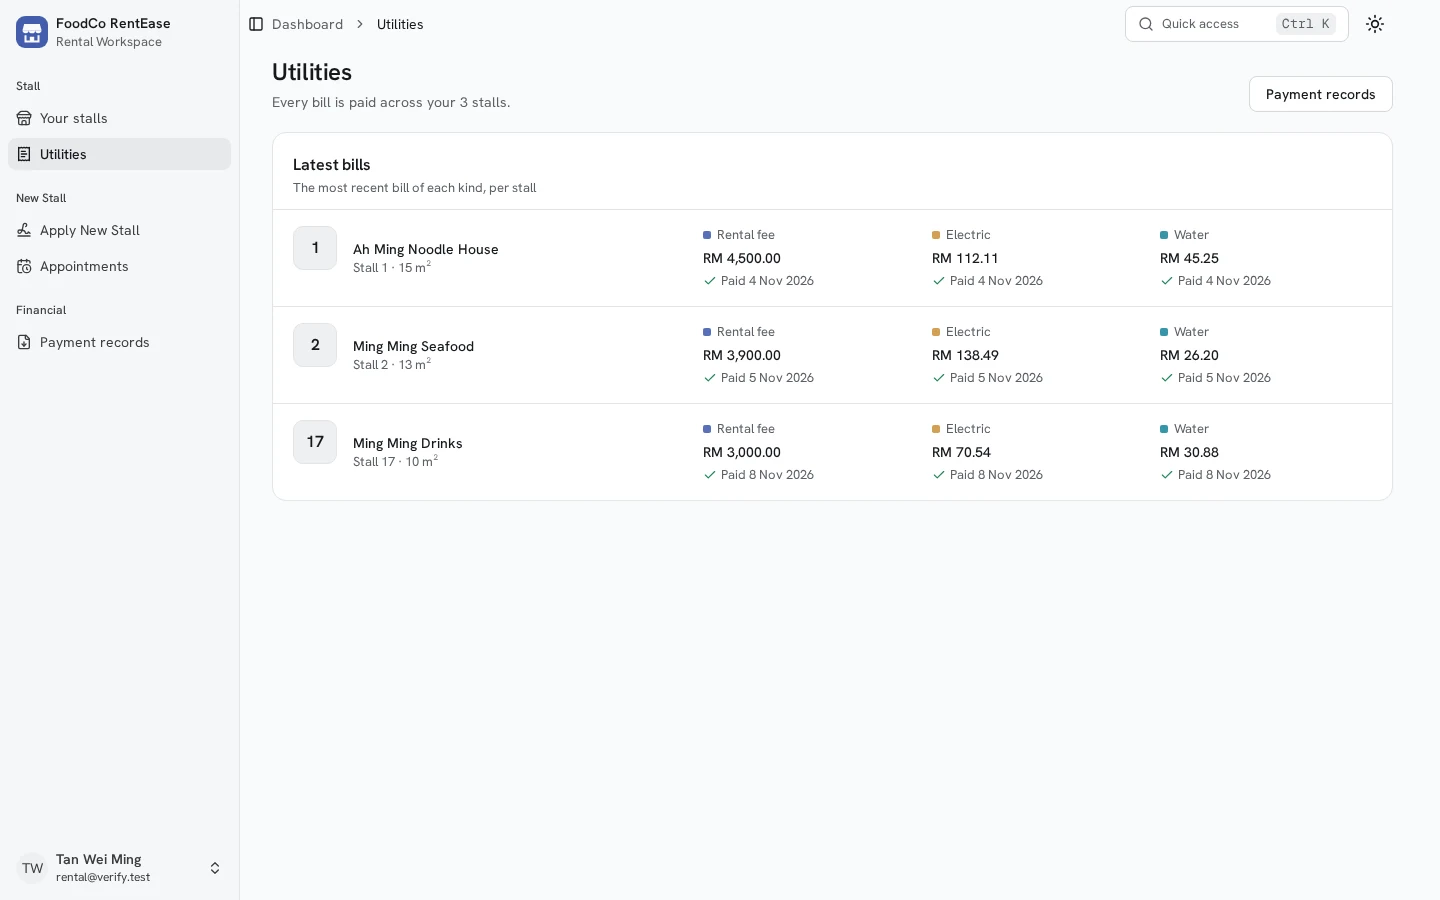 FoodCo RentEase
Rental Workspace
Stall
Your stalls
Utilities
New Stall
Apply New Stall
Appointments
Financial
Payment records
TW
Tan Wei Ming
rental@verify.test
Dashboard > Utilities
Quick access Ctrl K
Utilities
Every bill is paid across your 3 stalls.
Payment records
Latest bills
The most recent bill of each kind, per stall
1
Ah Ming Noodle House
Stall 1 · 15 m²
Rental fee
RM 4,500.00
Paid 4 Nov 2026
Electric
RM 112.11
Paid 4 Nov 2026
Water
RM 45.25
Paid 4 Nov 2026
2
Ming Ming Seafood
Stall 2 · 13 m²
Rental fee
RM 3,900.00
Paid 5 Nov 2026
Electric
RM 138.49
Paid 5 Nov 2026
Water
RM 26.20
Paid 5 Nov 2026
17
Ming Ming Drinks
Stall 17 · 10 m²
Rental fee
RM 3,000.00
Paid 8 Nov 2026
Electric
RM 70.54
Paid 8 Nov 2026
Water
RM 30.88
Paid 8 Nov 2026